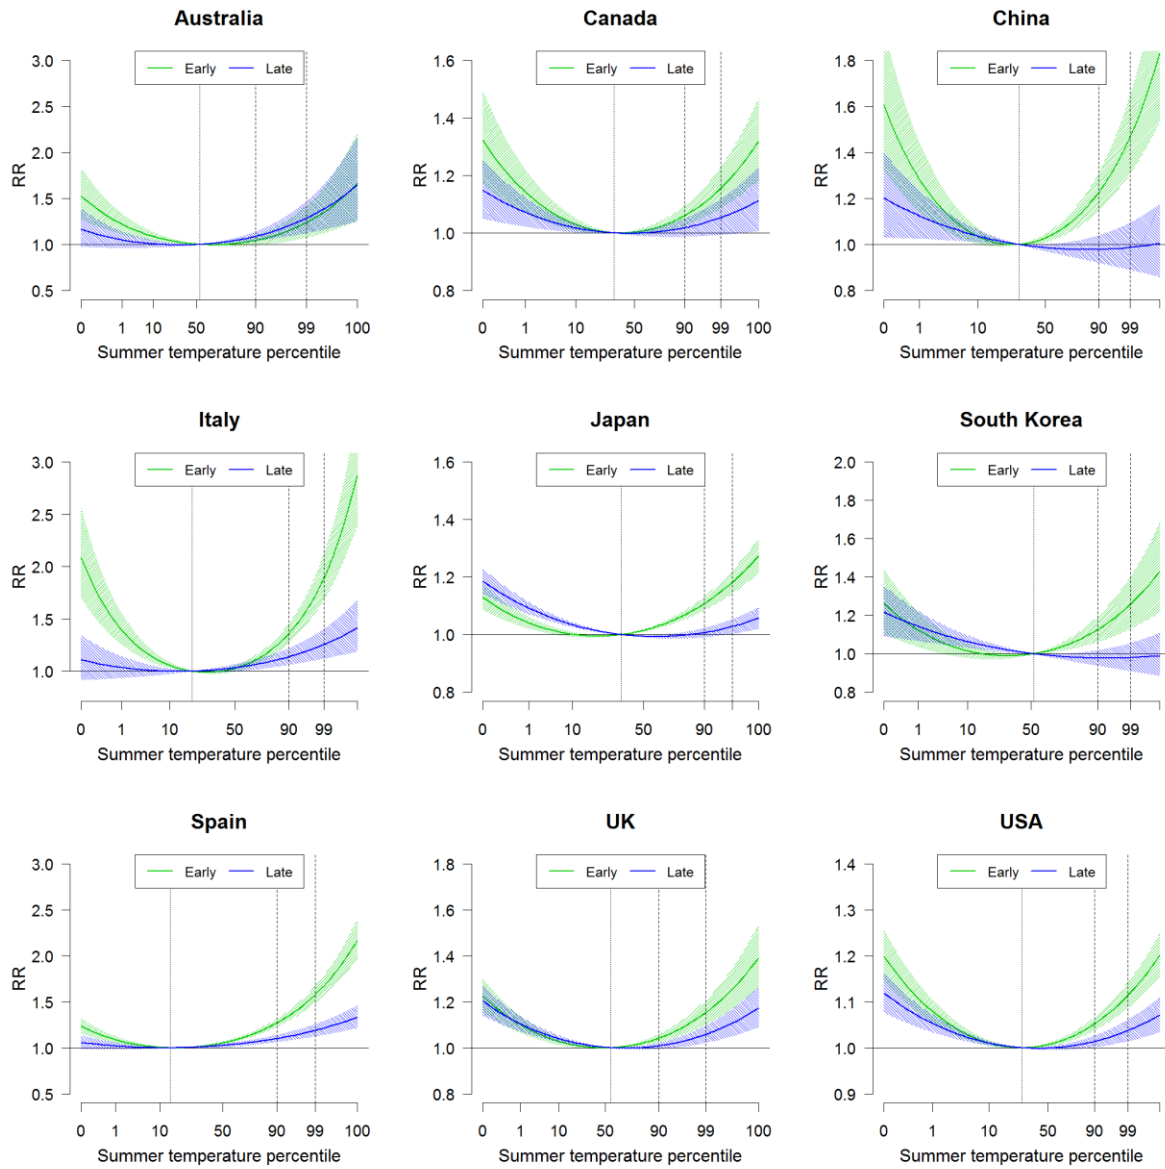 Australia
Early Late
3.0
2.5
2.0
1.5
1.0
0.5
RR
0 1 10 50 90 99 100
Summer temperature percentile
Canada
Early Late
1.6
1.4
1.2
1.0
0.8
RR
0 1 10 50 90 99 100
Summer temperature percentile
China
Early Late
1.8
1.6
1.4
1.2
1.0
0.8
RR
0 1 10 50 90 99
Summer temperature percentile
Italy
Early Late
3.0
2.5
2.0
1.5
1.0
RR
0 1 10 50 90 99
Summer temperature percentile
Japan
Early Late
1.6
1.4
1.2
1.0
0.8
RR
0 1 10 50 90 100
Summer temperature percentile
South Korea
Early Late
2.0
1.8
1.6
1.4
1.2
1.0
0.8
RR
0 1 10 50 90 99
Summer temperature percentile
Spain
Early Late
3.0
2.5
2.0
1.5
1.0
0.5
RR
0 1 10 50 90 99 100
Summer temperature percentile
UK
Early Late
1.8
1.6
1.4
1.2
1.0
0.8
RR
0 1 10 50 90 99 100
Summer temperature percentile
USA
Early Late
1.4
1.3
1.2
1.1
1.0
0.9
RR
0 1 10 50 90 99
Summer temperature percentile